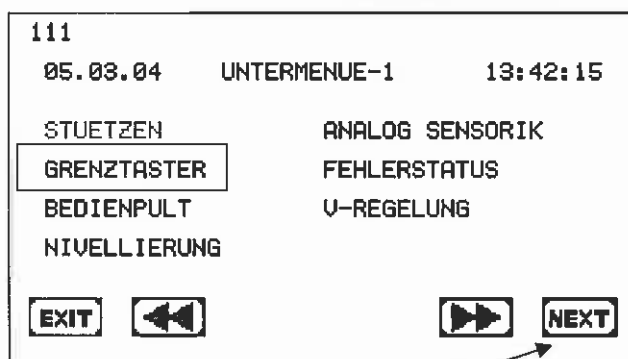 111
05.03.04 UNTERMENUE-1 13:42:15
STUETZEN ANALOG SENSORIK
GRENZTASTER FEHLERSTATUS
BEDIENPULT V-REGELUNG
NIVELLIERUNG
EXIT NEXT